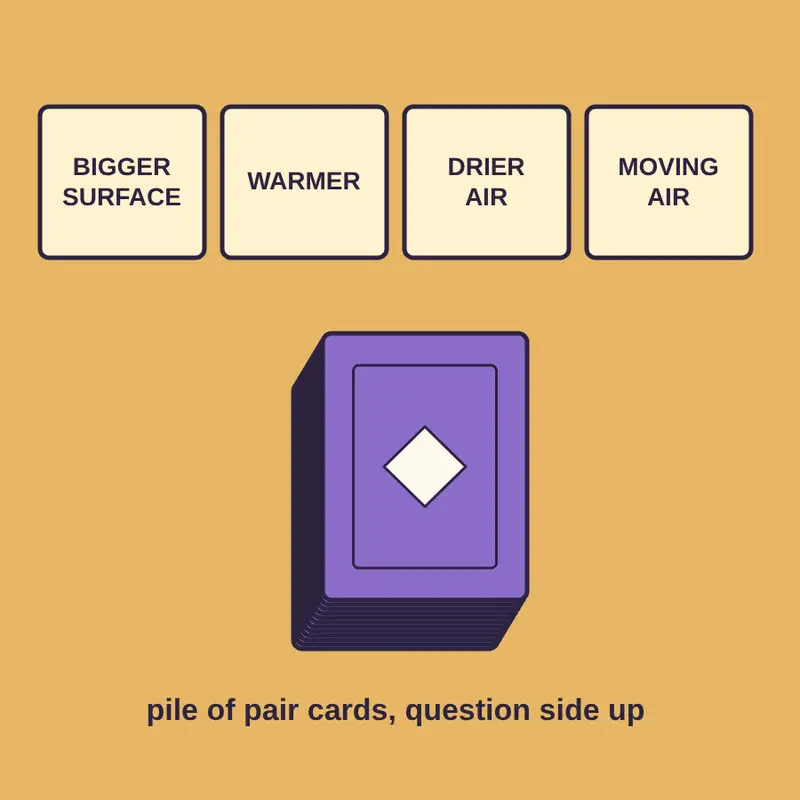 BIGGER
SURFACE
WARMER
DRIER
AIR
MOVING
AIR
pile of pair cards, question side up